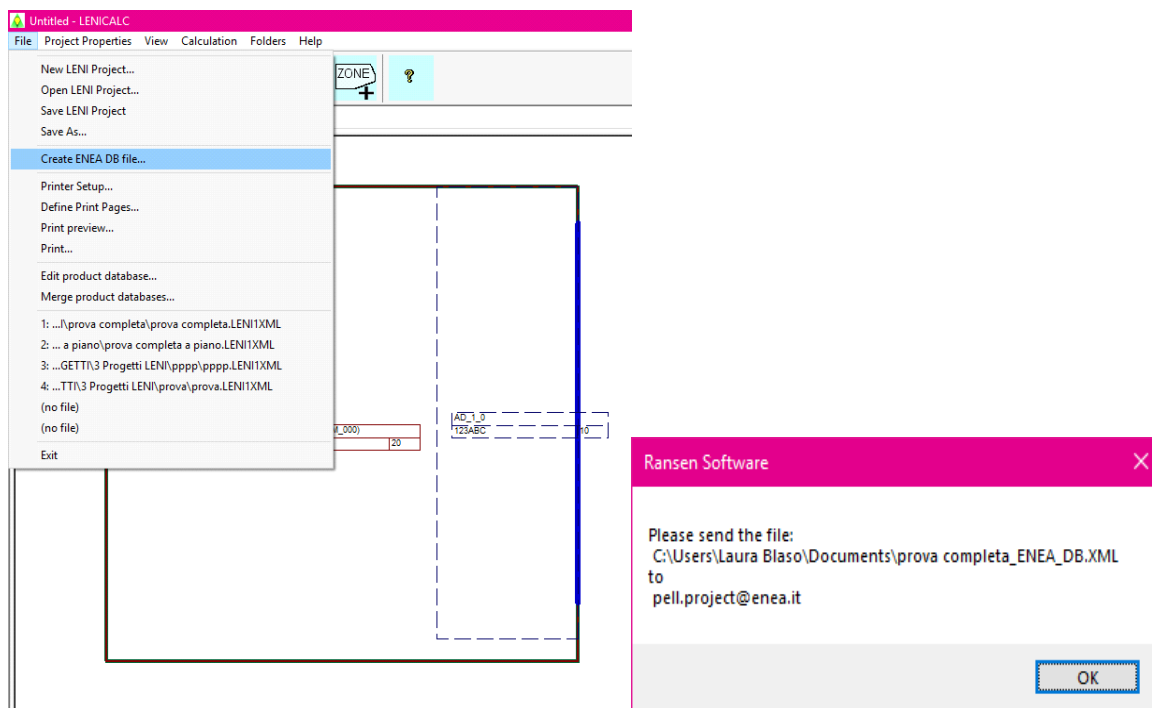 Untitled - LENICALC
File Project Properties View Calculation Folders Help
New LENI Project...
Open LENI Project...
Save LENI Project
Save As...
Create ENEA DB file...
Printer Setup...
Define Print Pages...
Print preview...
Print...
Edit product database...
Merge product databases...
1: ...l\prova completa\prova completa.LENI1XML
2: ... a piano\prova completa a piano.LENI1XML
3: ...GETTI\3 Progetti LENI\pppp\pppp.LENI1XML
4: ...TTI\3 Progetti LENI\prova\prova.LENI1XML
(no file)
(no file)
Exit
ZONE
+
?
_000)
20
AD_1_0
123ABC 10
Ransen Software
Please send the file:
C:\Users\Laura Blaso\Documents\prova completa_ENEA_DB.XML
to
pell.project@enea.it
OK